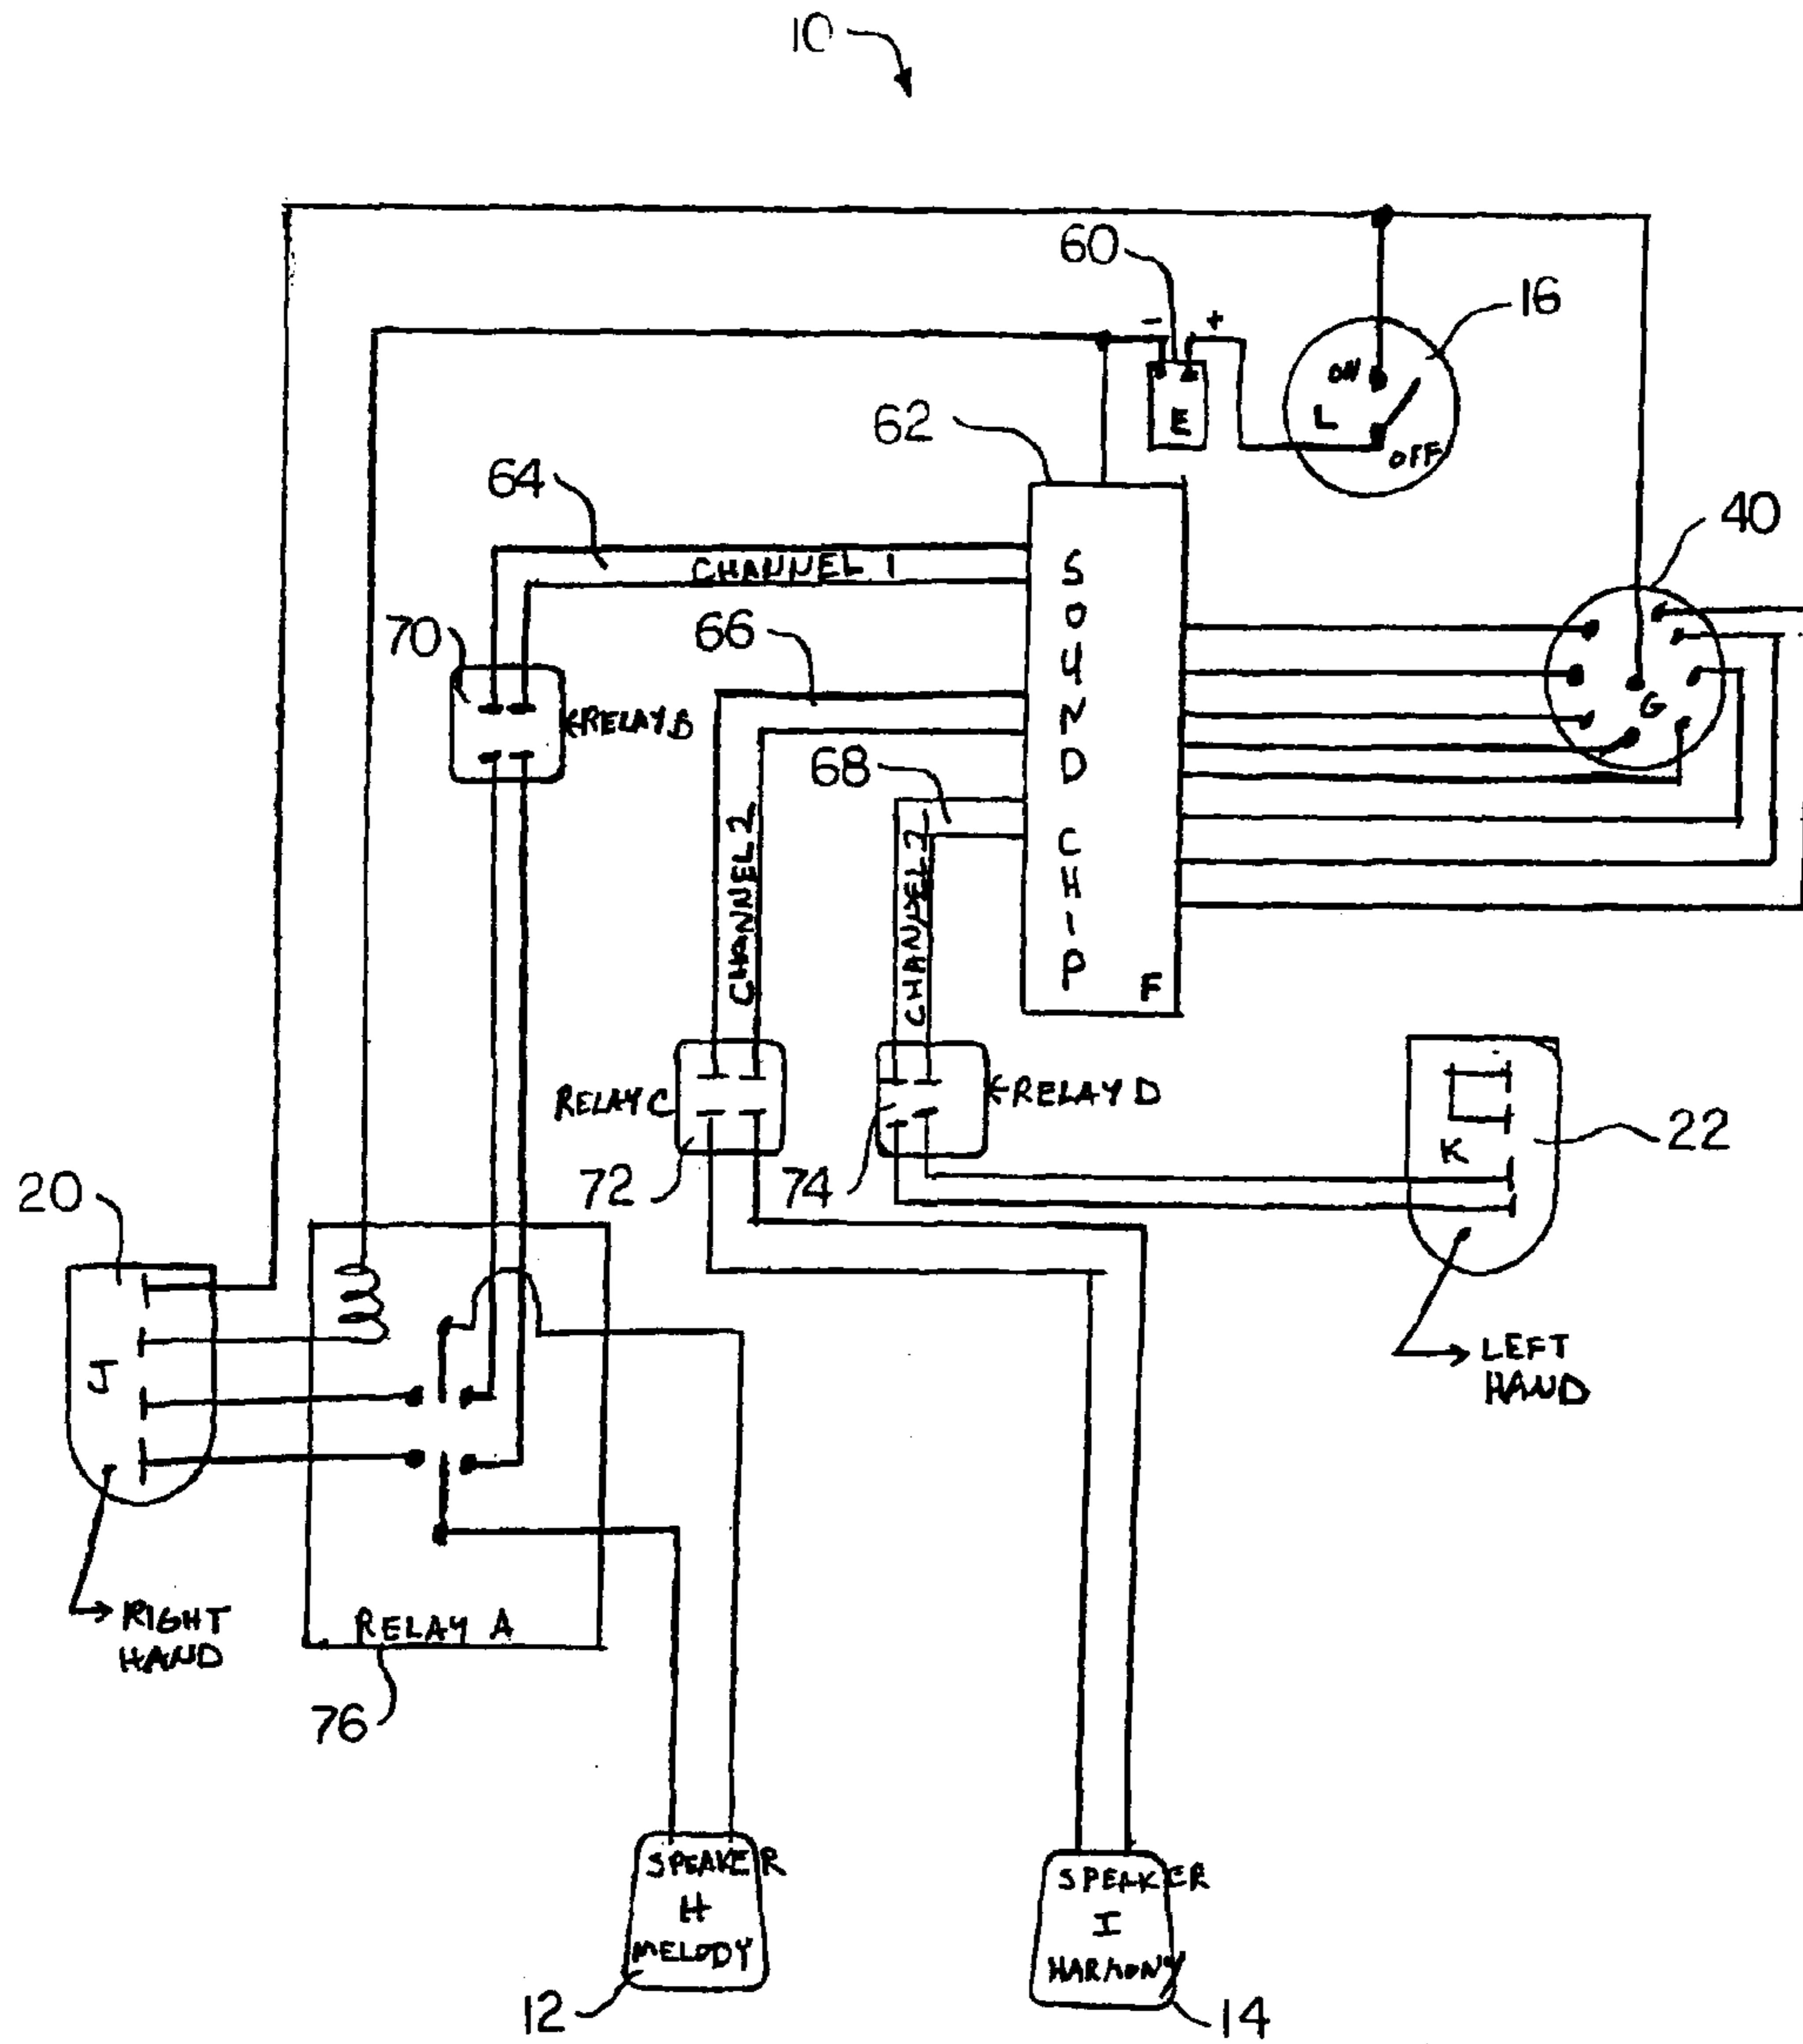 10
60
- +
16
ON
L
OFF
E
62
40
64
CHANNEL 1
SOUND CHIP
F
70
RELAY B
66
G
68
CHANNEL 2
CHANNEL 2
RELAY C
RELAY D
72
74
K
22
LEFT
HAND
20
J
RIGHT
HAND
RELAY A
76
SPEAKER
H
MELODY
12
SPEAKER
I
HARMONY
14